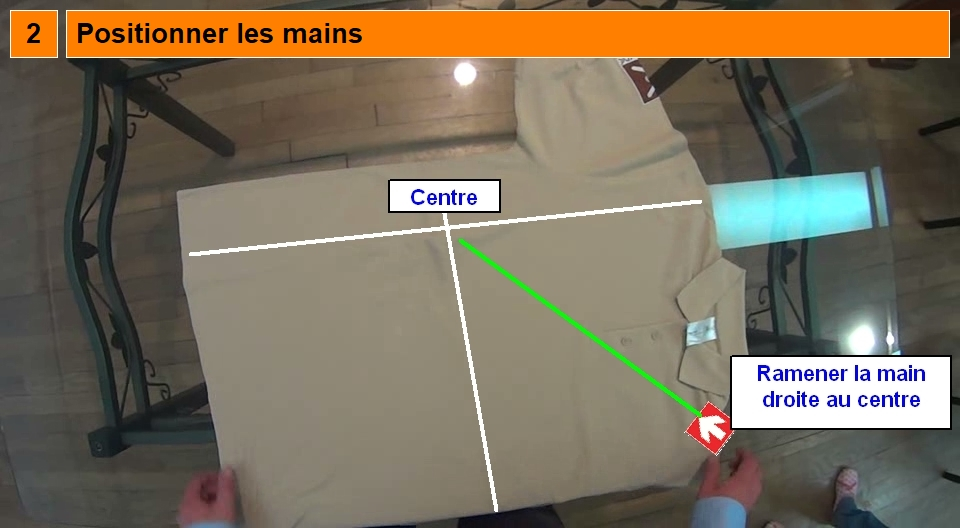 2 Positionner les mains
Centre
Ramener la main
droite au centre